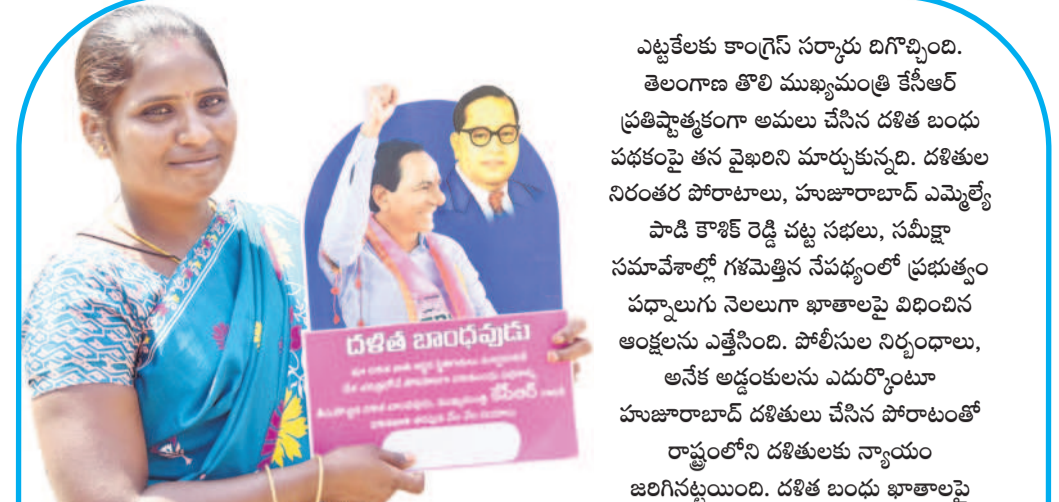 ఎట్టకేలకు కాంగ్రెస్ సర్కారు దిగొచ్చింది.
తెలంగాణ తొలి ముఖ్యమంత్రి కేసీఆర్
ప్రతిష్టాత్మకంగా అమలు చేసిన దళిత బంధు
పథకంపై తన వైఖరిని మార్చుకున్నది. దళితుల
నిరంతర పోరాటాలు, హుజూరాబాద్ ఎమ్మెల్యే
పాడి కౌశిక్ రెడ్డి చట్ట సభలు, సమీక్షా
సమావేశాల్లో గళమెత్తిన నేపథ్యంలో ప్రభుత్వం
పధ్నాలుగు నెలలుగా ఖాతాలపై విధించిన
ఆంక్షలను ఎత్తేసింది. పోలీసుల నిర్బంధాలు,
అనేక అడ్డంకులను ఎదుర్కొంటూ
హుజూరాబాద్ దళితులు చేసిన పోరాటంతో
రాష్ట్రంలోని దళితులకు న్యాయం
జరిగినట్టయింది. దళిత బంధు ఖాతాలపై
దళిత బాంధవుడు
కేసీఆర్